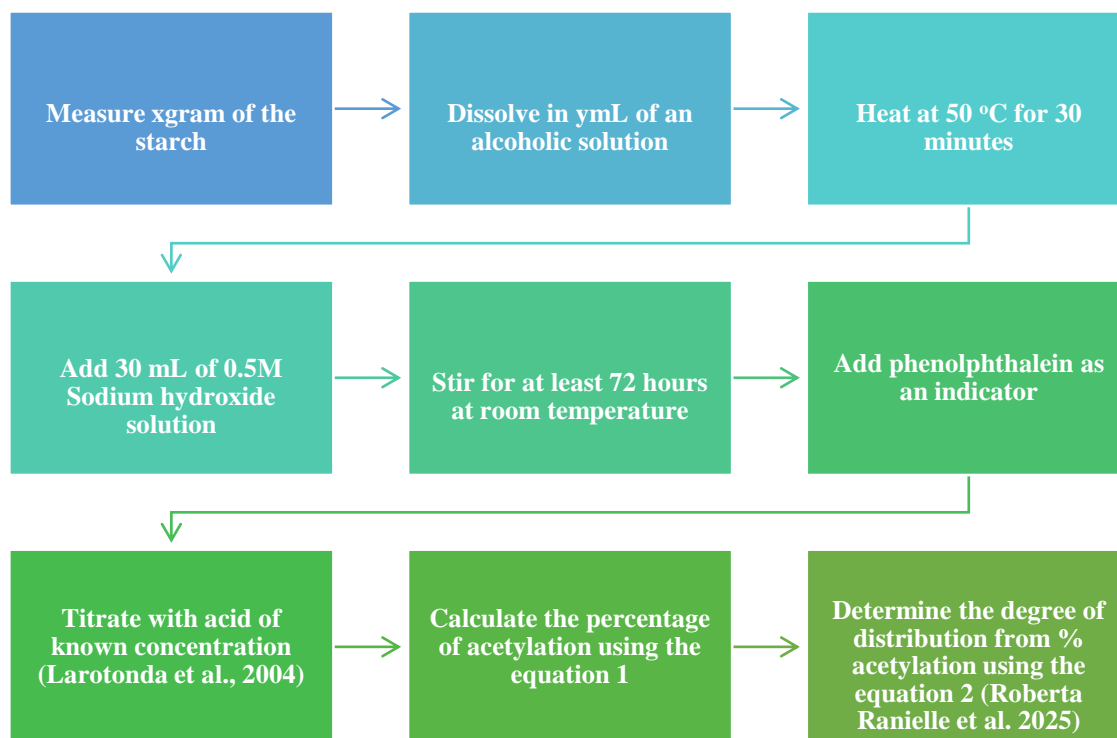 Measure xgram of the
starch
Dissolve in ymL of an
alcoholic solution
Heat at 50 ᵒC for 30
minutes
Add 30 mL of 0.5M
Sodium hydroxide
solution
Stir for at least 72 hours
at room temperature
Add phenolphthalein as
an indicator
Titrate with acid of
known concentration
(Larotonda et al., 2004)
Calculate the percentage
of acetylation using the
equation 1
Determine the degree of
distribution from %
acetylation using the
equation 2 (Roberta
Ranielle et al. 2025)